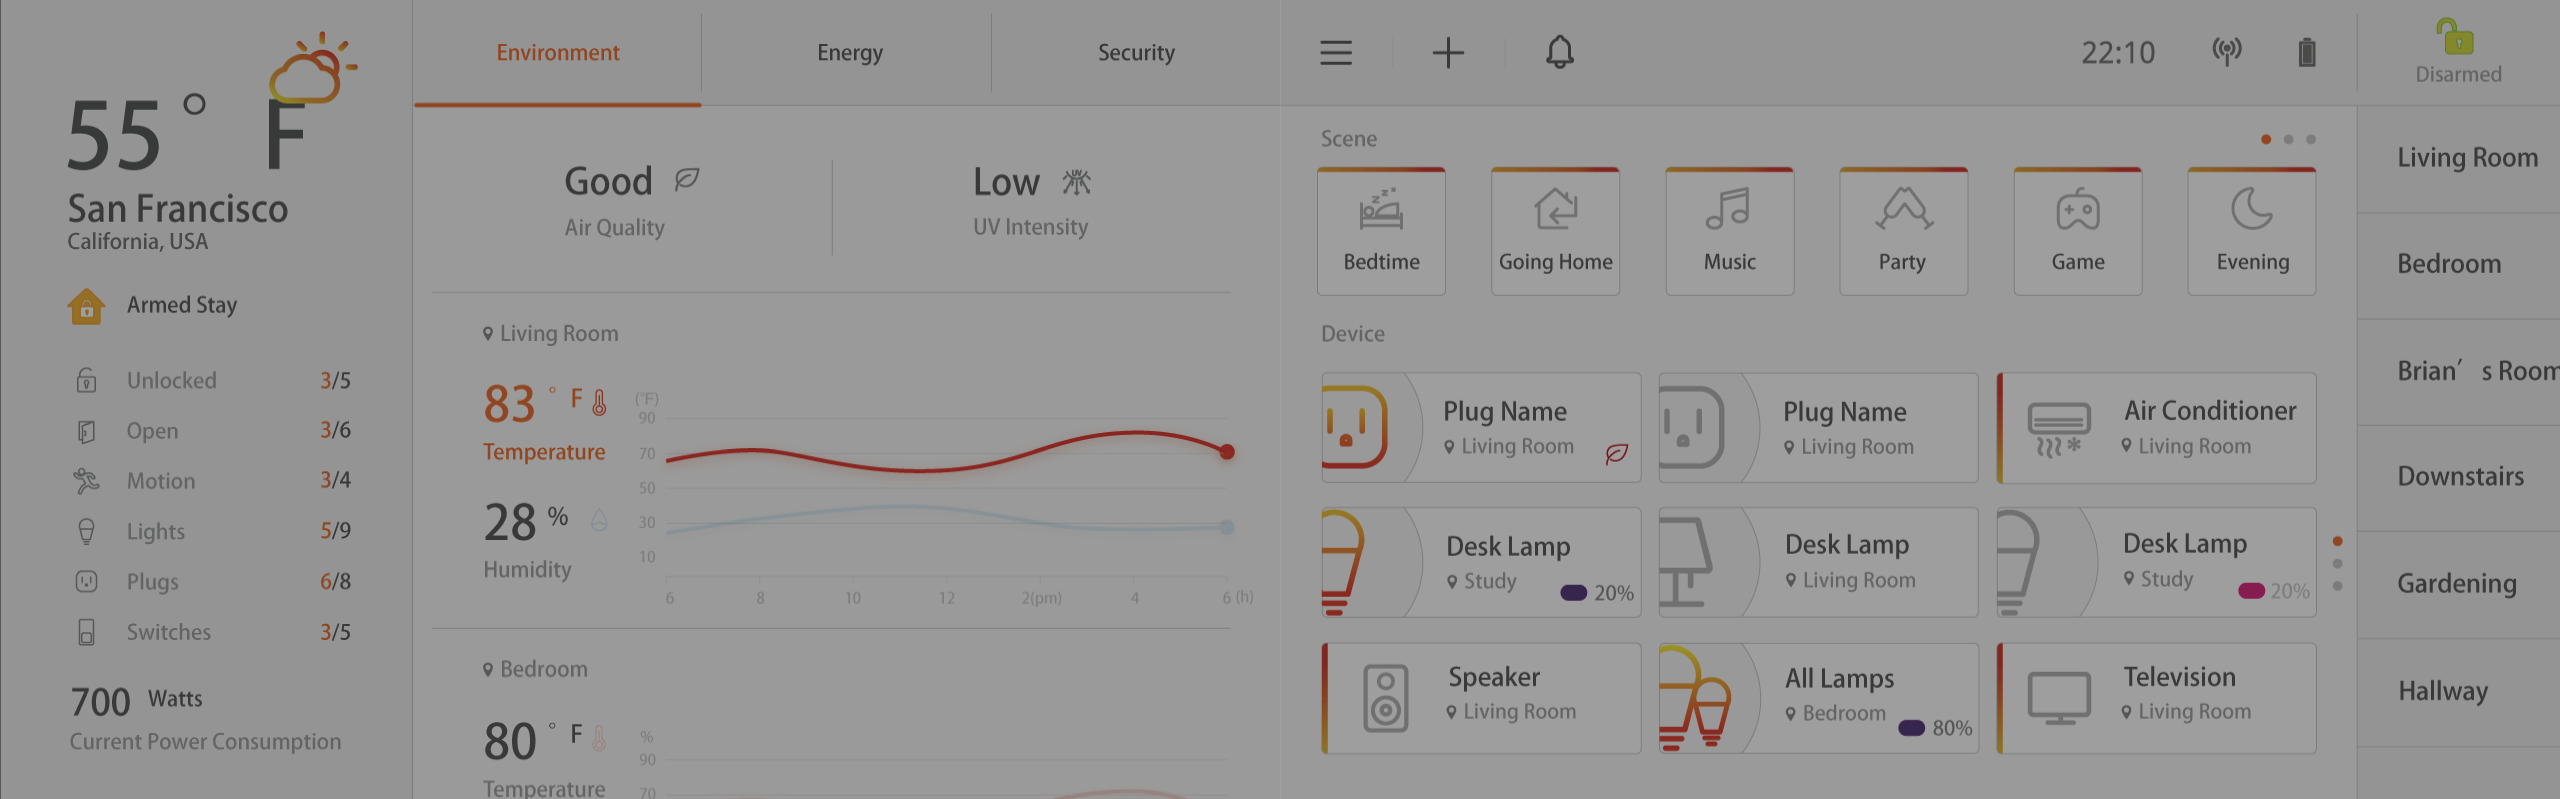 55° F
San Francisco
California, USA
Armed Stay
Unlocked 3/5
Open 3/6
Motion 3/4
Lights 5/9
Plugs 6/8
Switches 3/5
700 Watts
Current Power Consumption
Environment
Energy
Security
Good
Air Quality
Low
UV
UV Intensity
Living Room
83 ° F
Temperature
28 %
Humidity
(°F)
90
70
50
30
10
6 8 10 12 2(pm) 4 6 (h)
Bedroom
80 ° F
Temperature
%
90
70
22:10
Disarmed
Scene
zzz
Bedtime
Going Home
Music
Party
Game
Evening
Device
Plug Name
Living Room
Plug Name
Living Room
Air Conditioner
Living Room
Desk Lamp
Study
20%
Desk Lamp
Living Room
Desk Lamp
Study
20%
Speaker
Living Room
All Lamps
Bedroom
80%
Television
Living Room
Living Room
Bedroom
Brian′ s Room
Downstairs
Gardening
Hallway